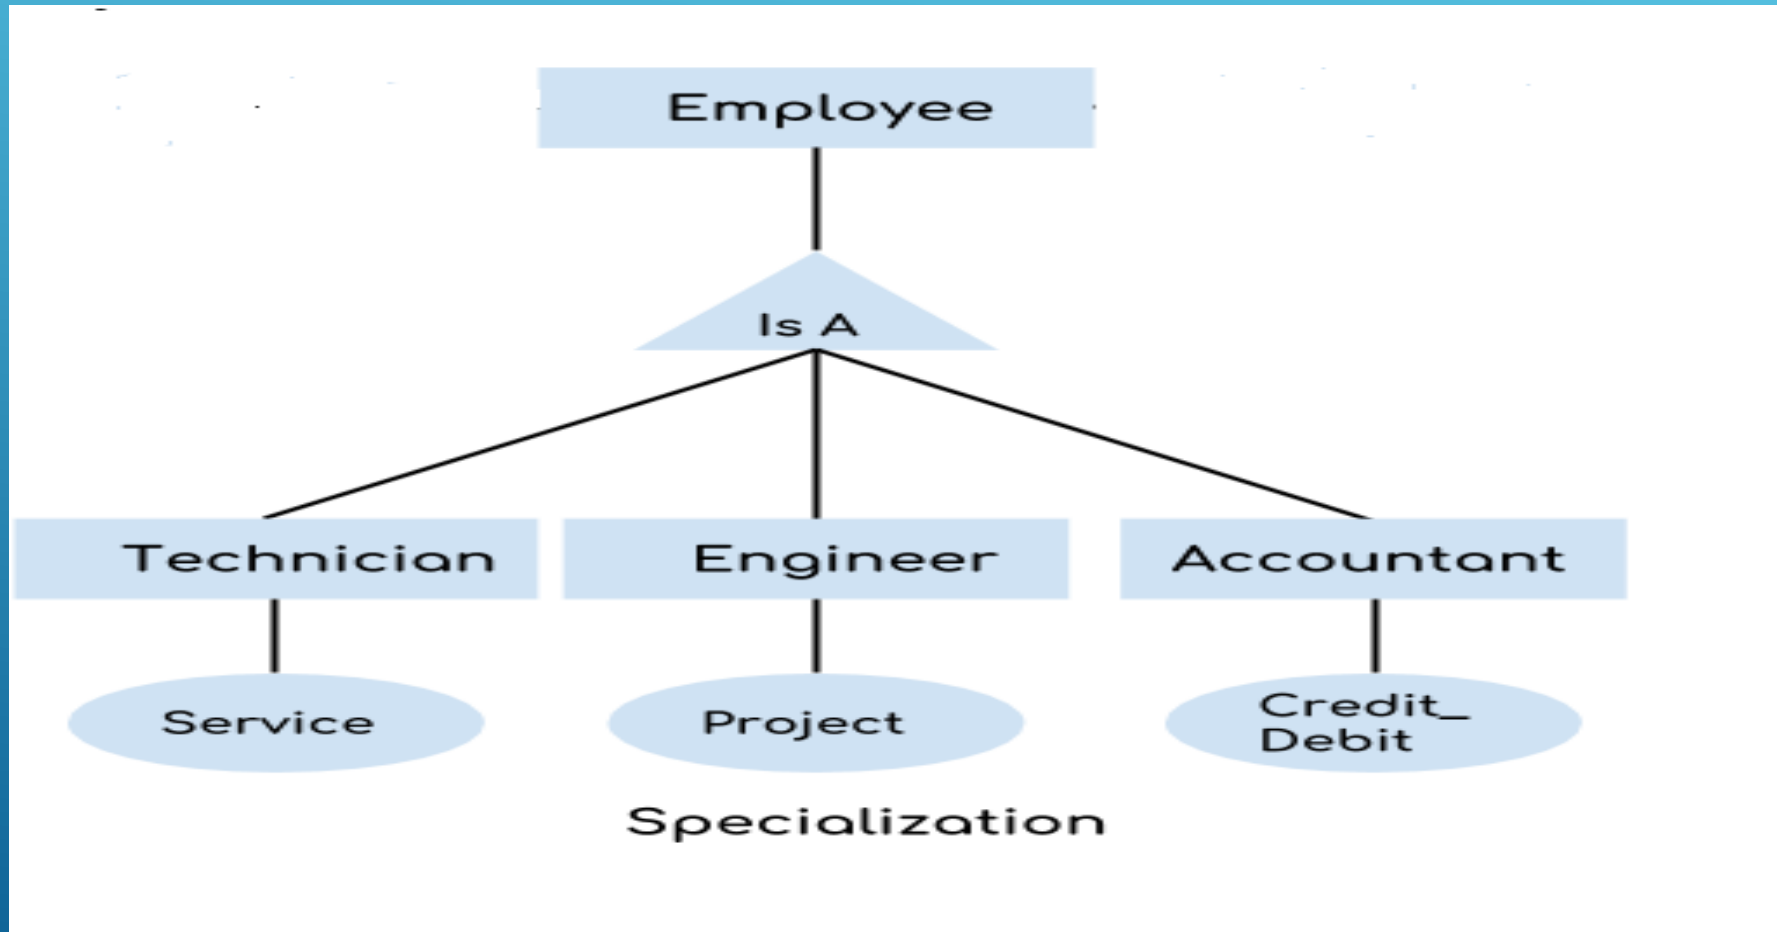 Employee
Is A
Technician
Engineer
Accountant
Service
Project
Credit_
Debit
Specialization